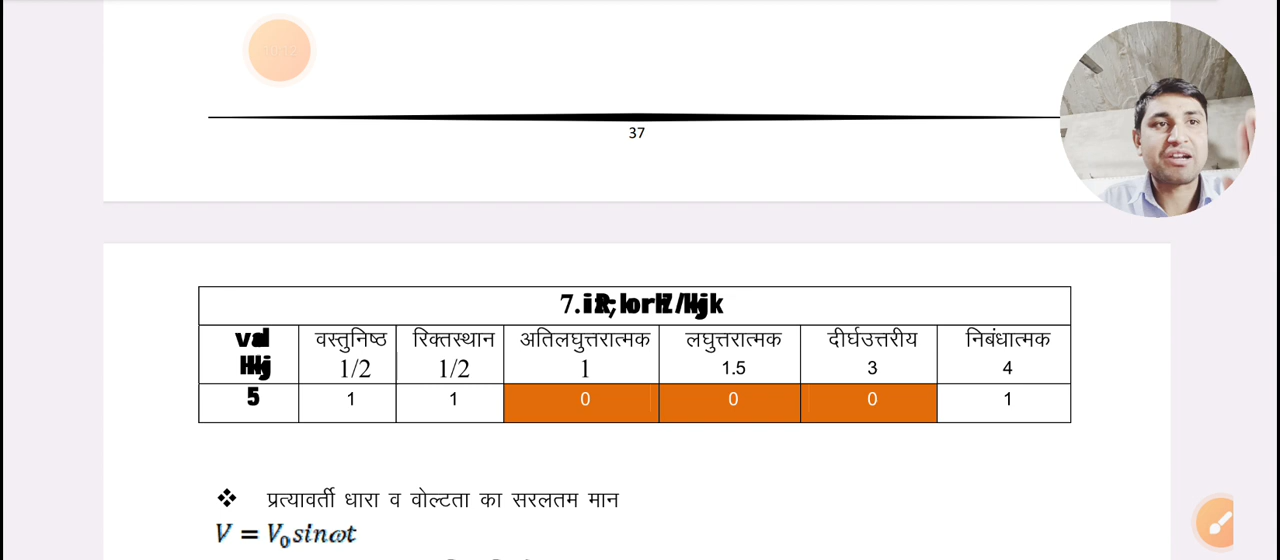 37
7.
वस्तुनिष्ठ रिक्तस्थान अतिलघुत्तरात्मक लघुत्तरात्मक दीर्घउत्तरीय निबंधात्मक
1/2 1/2 1 1.5 3 4
5 1 1 0 0 0 1
❖ प्रत्यावर्ती धारा व वोल्टता का सरलतम मान
V = V₀sinωt